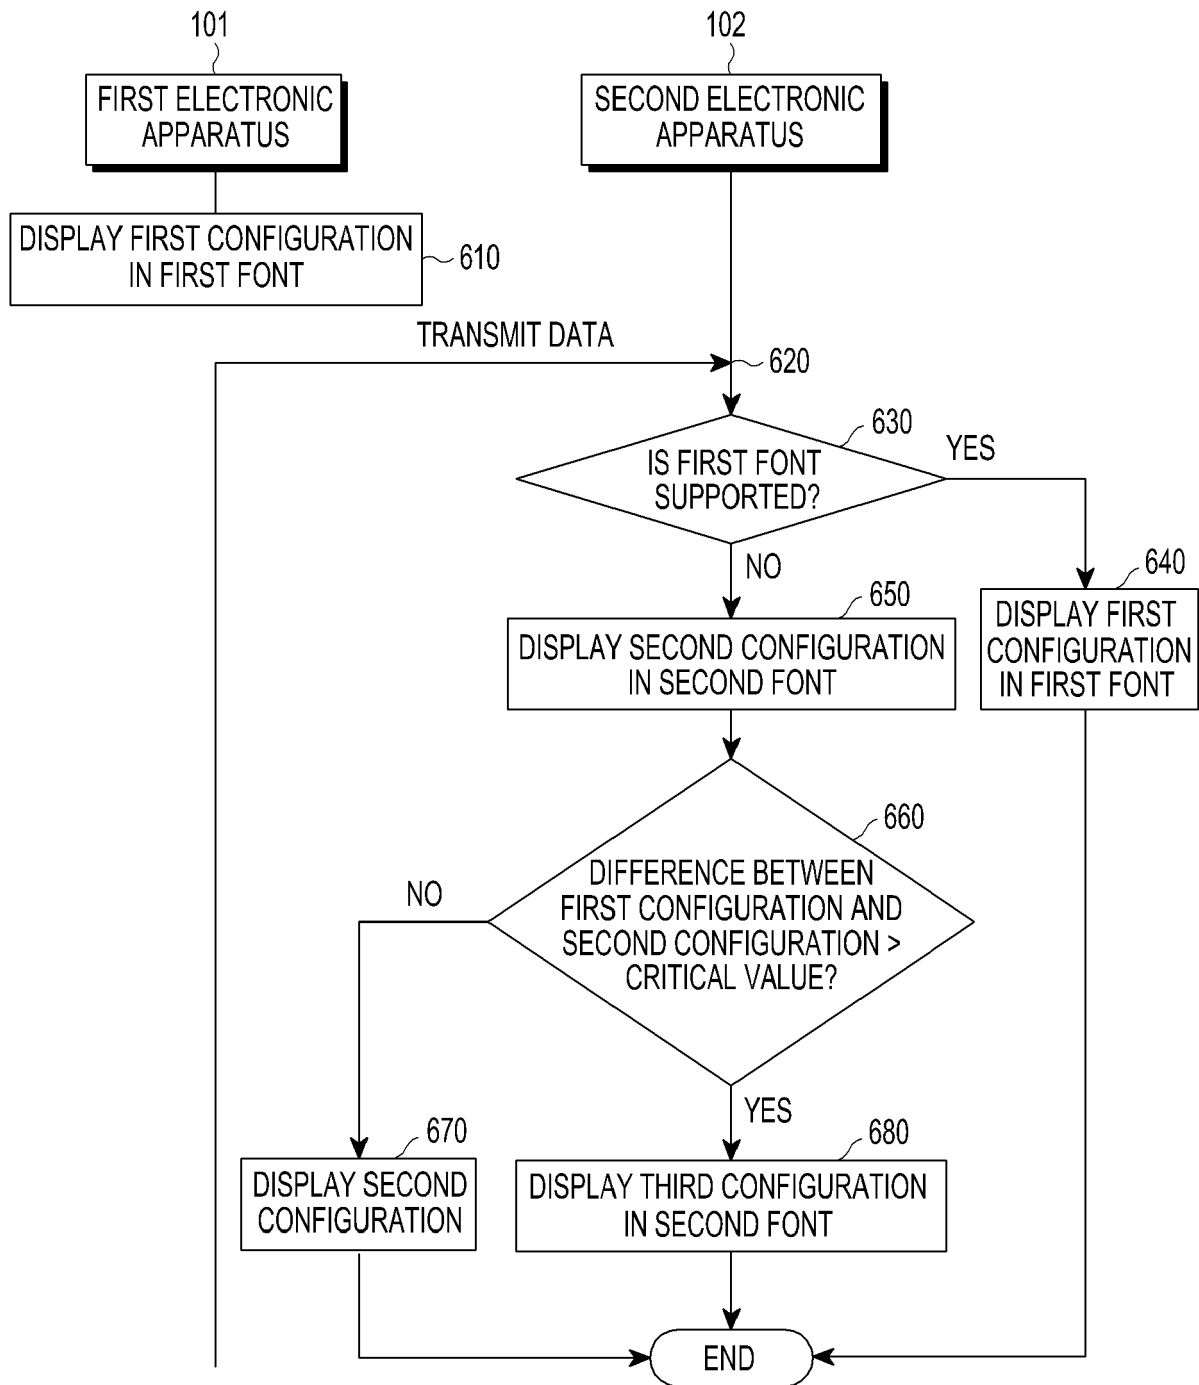 101
102
FIRST ELECTRONIC
APPARATUS
SECOND ELECTRONIC
APPARATUS
DISPLAY FIRST CONFIGURATION
IN FIRST FONT
610
TRANSMIT DATA
620
630
IS FIRST FONT
SUPPORTED?
YES
NO
640
650
DISPLAY FIRST
CONFIGURATION
IN FIRST FONT
DISPLAY SECOND CONFIGURATION
IN SECOND FONT
660
DIFFERENCE BETWEEN
FIRST CONFIGURATION AND
SECOND CONFIGURATION >
CRITICAL VALUE?
NO
YES
670
680
DISPLAY SECOND
CONFIGURATION
DISPLAY THIRD CONFIGURATION
IN SECOND FONT
END